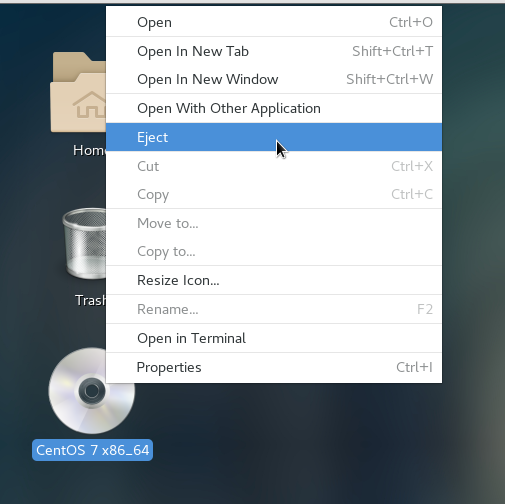 Open Ctrl+O
Open In New Tab Shift+Ctrl+T
Open In New Window Shift+Ctrl+W
Open With Other Application
Eject
Cut Ctrl+X
Copy Ctrl+C
Move to...
Copy to...
Resize Icon...
Rename... F2
Open in Terminal
Properties Ctrl+I
Home
Trash
CentOS 7 x86_64